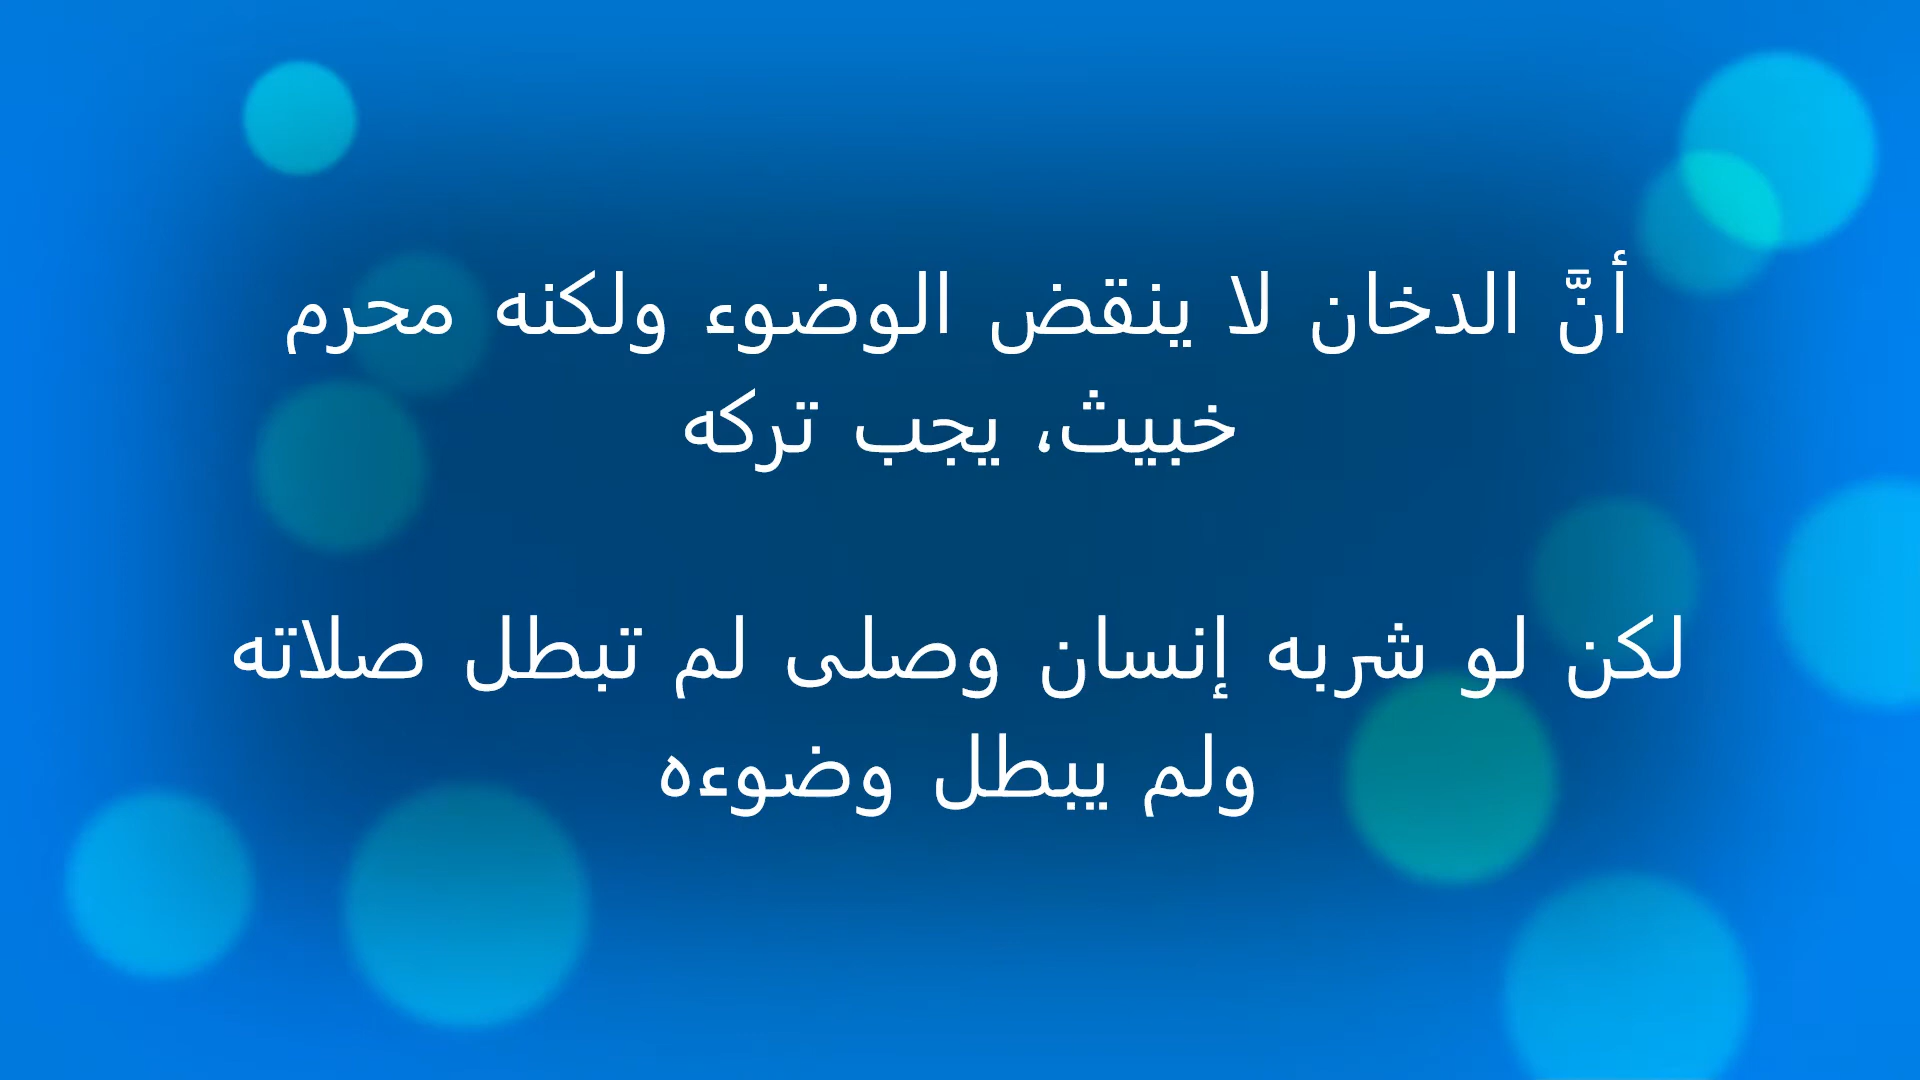 أنَّ الدخان لا ينقض الوضوء ولكنه محرم
خبيث، يجب تركه
لكن لو شربه إنسان وصلى لم تبطل صلاته
ولم يبطل وضوءه